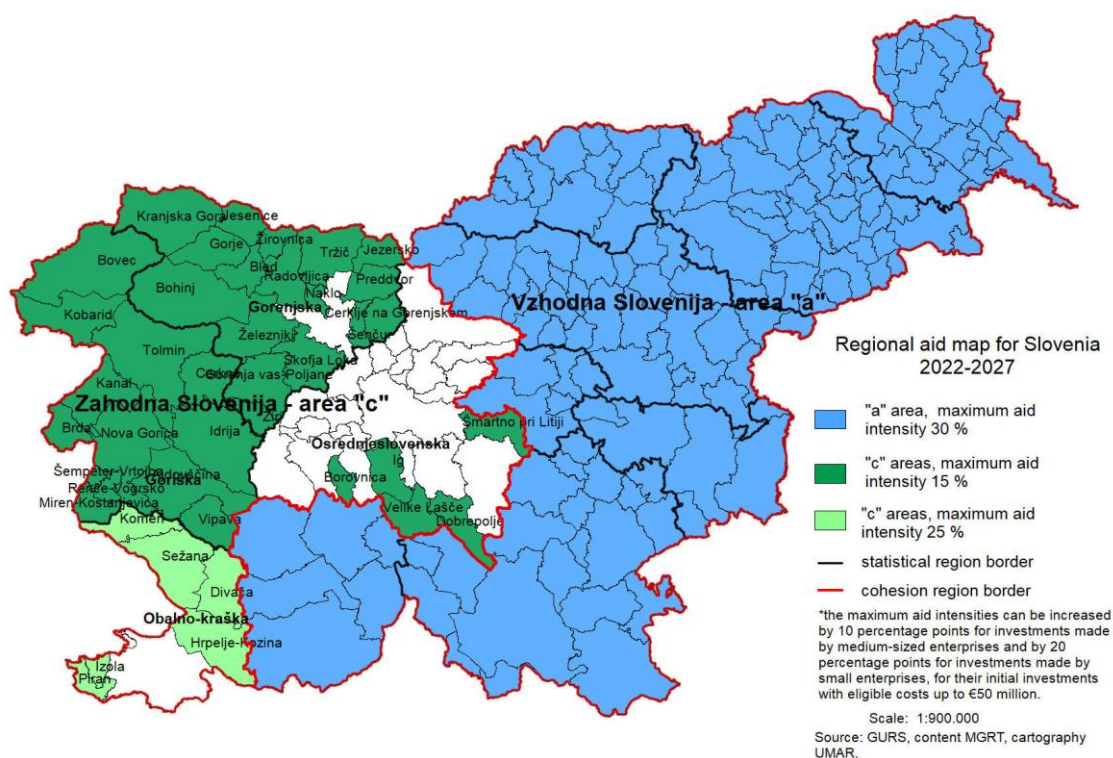 Kranjska Gora
Jesenice
Gorje
Žirovnica
Tržič
Jezersko
Bovec
Bled
Radovljica
Preddvor
Bohinj
Naklo
Gorenjska
Cerklje na Gorenjskem
Vzhodna Slovenija - area "a"
Kobarid
Železniki
Šenčur
Tolmin
Škofja Loka
Gorenja vas-Poljane
Kanal
Zahodna Slovenija - area "c"
Brda
Nova Gorica
Idrija
Šmartno pri Litiji
Osrednjeslovenska
Ig
Šempeter-Vrtojba
Goriška
Borovnica
Renče-Vogrsko
Miren-Kostanjevica
Velike Lašče
Komen
Vipava
Dobrepolje
Sežana
Divača
Obalno-kraška
Hrpelje-Kozina
Izola
Piran
Regional aid map for Slovenia
2022-2027
"a" area, maximum aid
intensity 30 %
"c" areas, maximum aid
intensity 15 %
"c" areas, maximum aid
intensity 25 %
statistical region border
cohesion region border
*the maximum aid intensities can be increased
by 10 percentage points for investments made
by medium-sized enterprises and by 20
percentage points for investments made by
small enterprises, for their initial investments
with eligible costs up to €50 million.
Scale: 1:900.000
Source: GURS, content MGRT, cartography
UMAR.